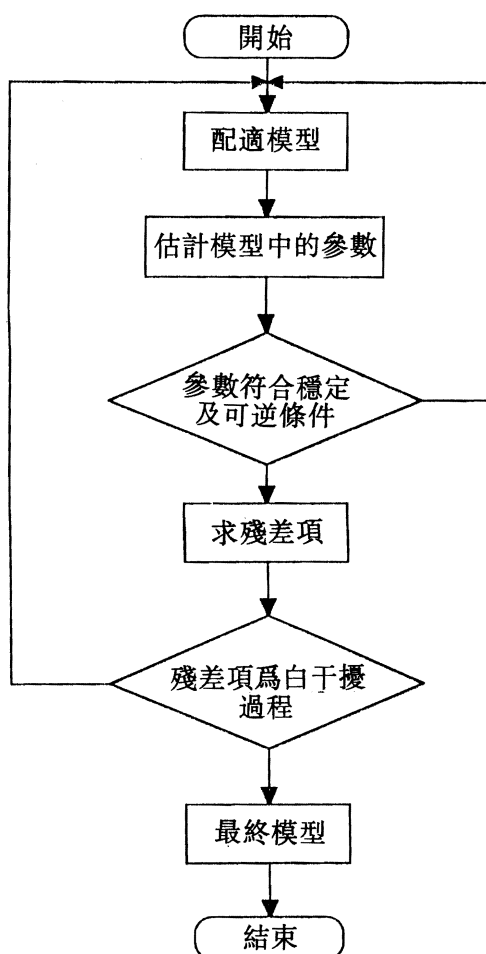 開始
配適模型
估計模型中的參數
參數符合穩定
及可逆條件
求殘差項
殘差項爲白干擾
過程
最終模型
結束